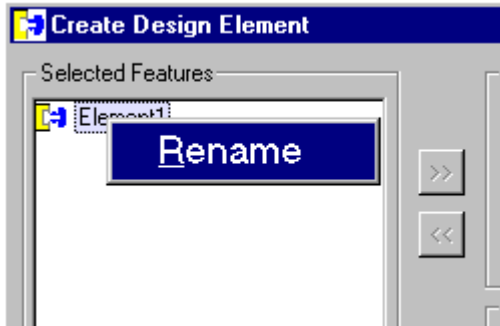 Create Design Element
Selected Features
Element1
Rename
>>
<<